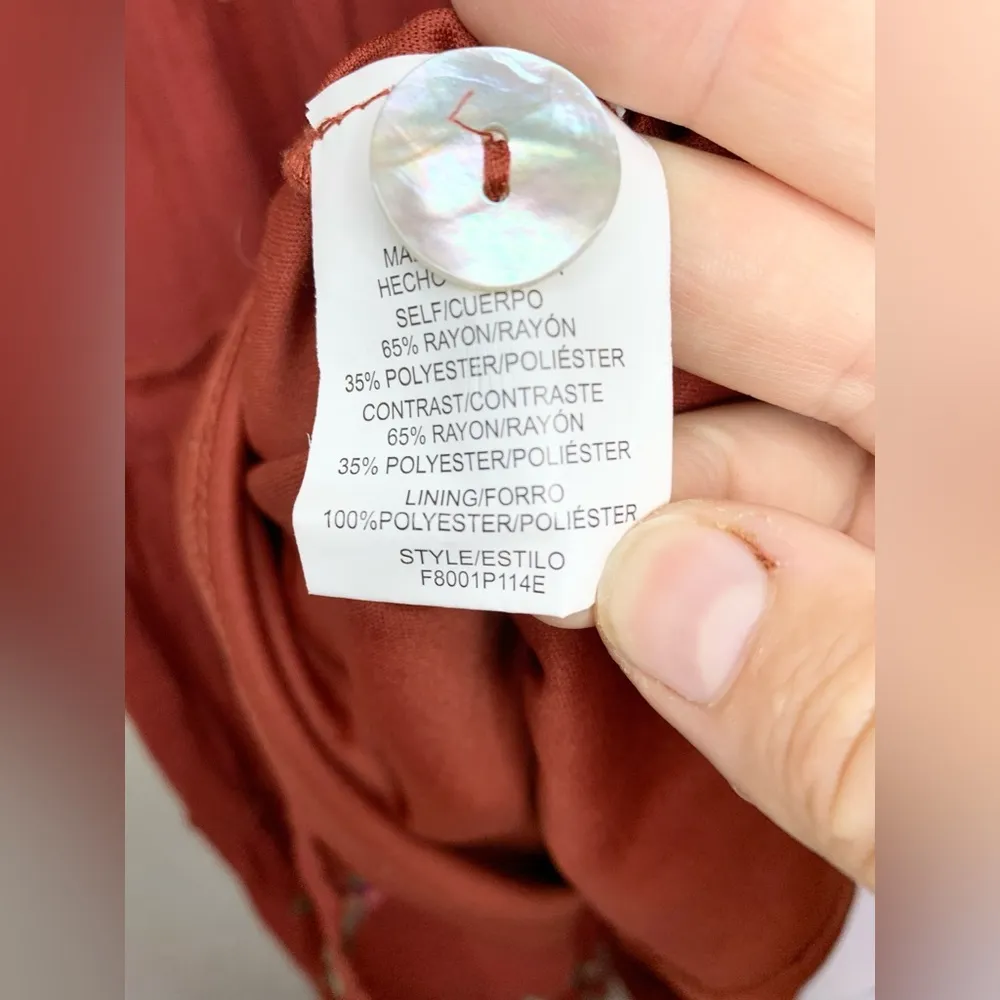 SELF/CUERPO
65% RAYON/RAYÓN
35% POLYESTER/POLIÉSTER
CONTRAST/CONTRASTE
65% RAYON/RAYÓN
35% POLYESTER/POLIÉSTER
LINING/FORRO
100%POLYESTER/POLIÉSTER
STYLE/ESTILO
F8001P114E